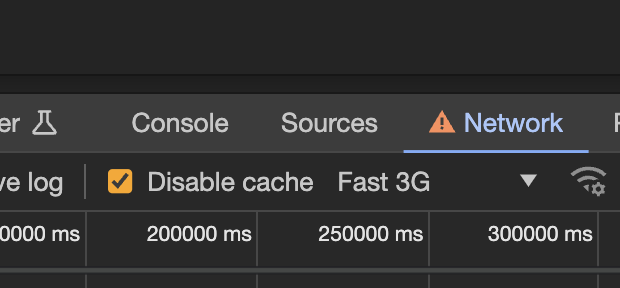 er Console Sources Network
ve log Disable cache Fast 3G
0000 ms 200000 ms 250000 ms 300000 ms